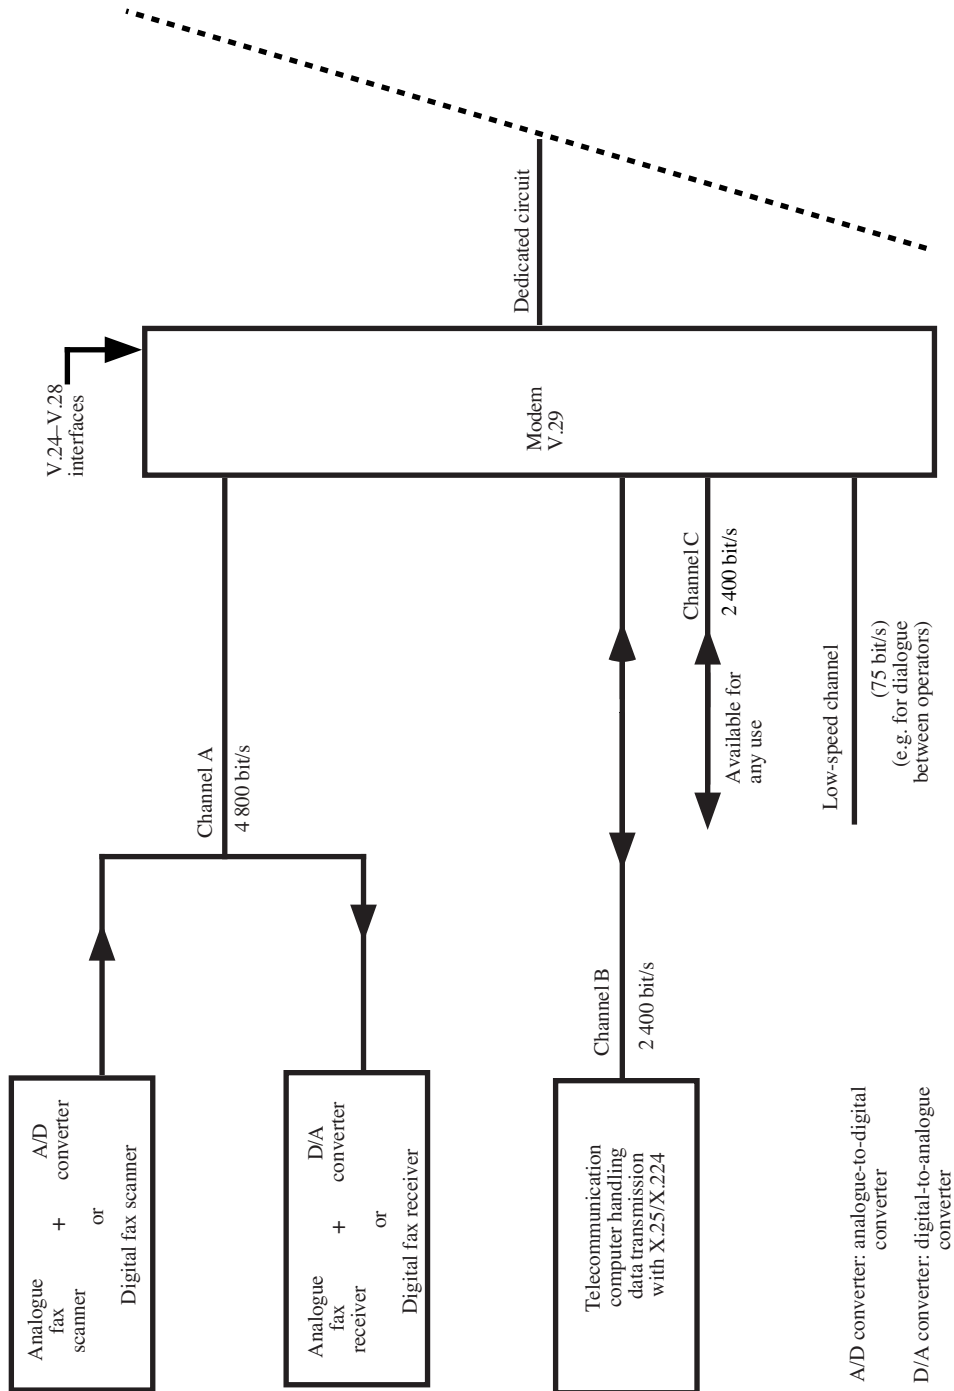 Analogue
fax
scanner
+
A/D
converter
or
Digital fax scanner
Analogue
fax
receiver
+
D/A
converter
or
Digital fax receiver
Telecommunication
computer handling
data transmission
with X.25/X.224
A/D converter: analogue-to-digital
converter
D/A converter: digital-to-analogue
converter
Channel A
4 800 bit/s
Channel B
2 400 bit/s
Channel C
2 400 bit/s
Available for
any use
Low-speed channel
(75 bit/s)
(e.g. for dialogue
between operators)
V.24–V.28
interfaces
Modem
V.29
Dedicated circuit